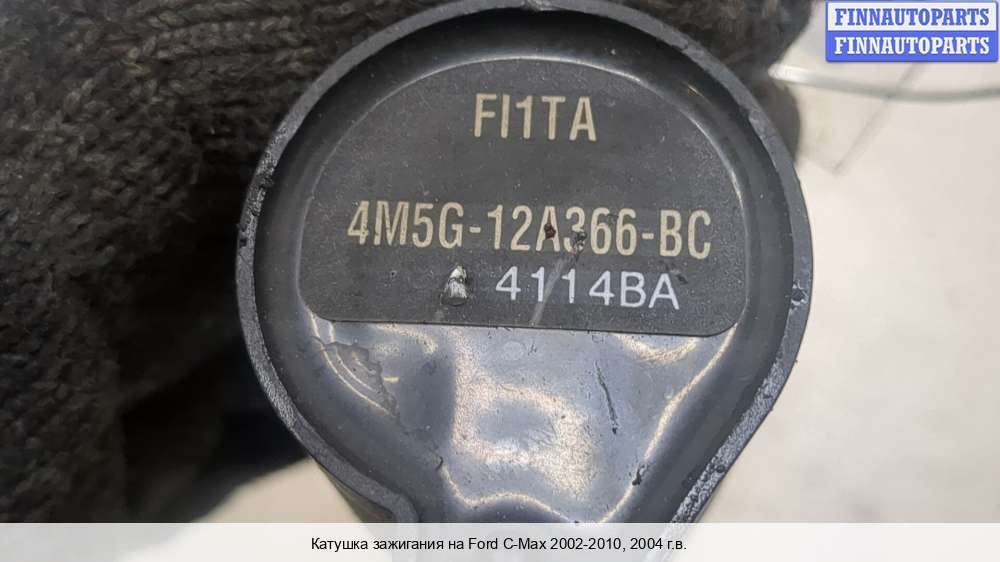 FINNAUTOPARTS
FINNAUTOPARTS
FI1TA
4M5G-12A366-BC
4114BA
Катушка зажигания на Ford C-Max 2002-2010, 2004 г.в.